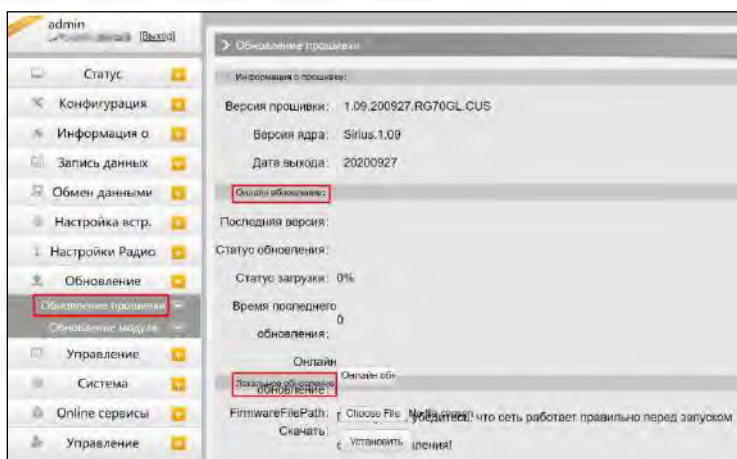 admin
[Выход]
Статус
Конфигурация
Информация о
Запись данных
Обмен данными
Настройка встр.
Настройки Радио
Обновление
Обновление прошивки
Обновление модуля
Управление
Система
Online сервисы
Управление
Обновление прошивки
Информация о прошивке:
Версия прошивки: 1.09.200927.RG70GL.CUS
Версия ядра: Sirius.1.09
Дата выхода: 20200927
Онлайн обновление:
Последняя версия:
Статус обновления:
Статус загрузки: 0%
Время последнего
0
обновления:
Онлайн
Онлайн обн
обновление:
Локальное обновление
FirmwareFilePath: Choose File No file chosen убедитесь, что сеть работает правильно перед запуском
Скачать: Установить